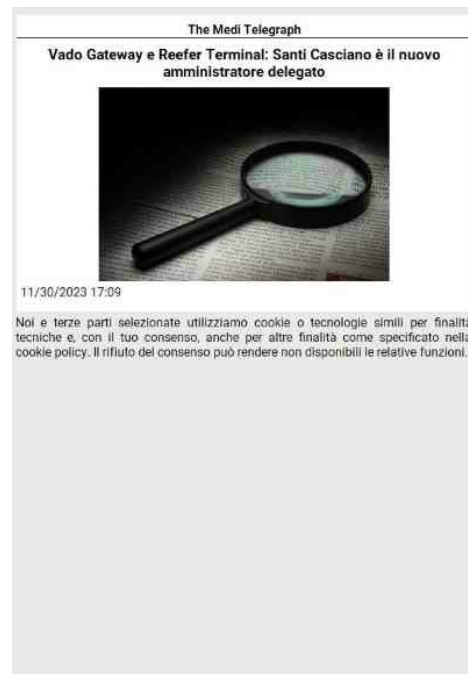 The Medi Telegraph
Vado Gateway e Reefer Terminal: Santi Casciano è il nuovo
amministratore delegato
11/30/2023 17:09
Noi e terze parti selezionate utilizziamo cookie o tecnologie simili per finalità
tecniche e, con il tuo consenso, anche per altre finalità come specificato nella
cookie policy. Il rifiuto del consenso può rendere non disponibili le relative funzioni.